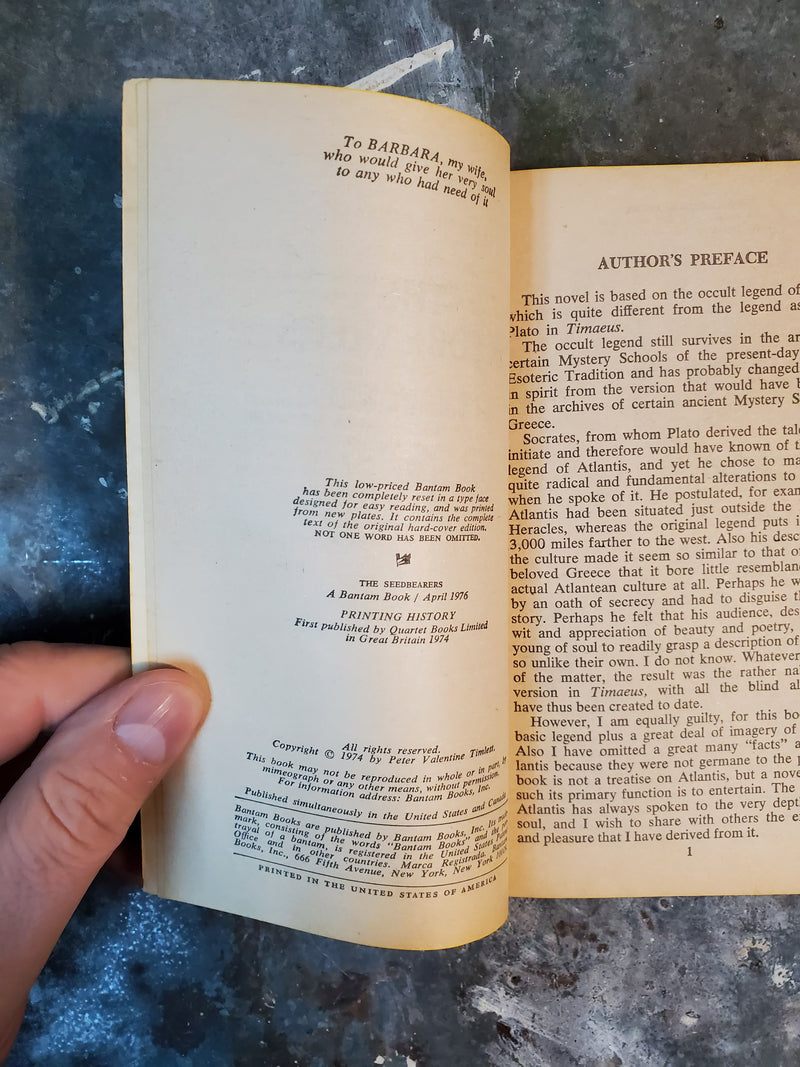 To BARBARA, my wife,
who would give her very soul
to any who had need of it
This low-priced Bantam Book
has been completely reset in a type face
designed for easy reading, and was printed
from new plates. It contains the complete
text of the original hard-cover edition.
NOT ONE WORD HAS BEEN OMITTED.
THE SEEDBEARERS
A Bantam Book / April 1976
PRINTING HISTORY
First published by Quartet Books Limited
in Great Britain 1974
All rights reserved.
Copyright © 1974 by Peter Valentine Timlett.
This book may not be reproduced in whole or in part, by
mimeograph or any other means, without permission.
For information address: Bantam Books, Inc.
Published simultaneously in the United States and Canada
Bantam Books are published by Bantam Books, Inc. Its
mark, consisting of the words "Bantam Books" and the
trayal of a bantam, is registered in the United States Patent
Office and in other countries. Marca Registrada. Bantam
Books, Inc., 666 Fifth Avenue, New York, New York
PRINTED IN THE UNITED STATES OF AMERICA
AUTHOR'S PREFACE
This novel is based on the occult legend of
which is quite different from the legend as
Plato in Timaeus.
The occult legend still survives in the
certain Mystery Schools of the present-day
Esoteric Tradition and has probably changed
in spirit from the version that would have
in the archives of certain ancient Mystery
Greece.
Socrates, from whom Plato derived the
initiate and therefore would have known of
legend of Atlantis, and yet he chose to
quite radical and fundamental alterations to
when he spoke of it. He postulated, for
Atlantis had been situated just outside the
Heracles, whereas the original legend puts
3,000 miles farther to the west. Also his
the culture made it seem so similar to that
beloved Greece that it bore little
actual Atlantean culture at all. Perhaps he
by an oath of secrecy and had to disguise
story. Perhaps he felt that his audience,
wit and appreciation of beauty and poetry,
young of soul to readily grasp a description of
so unlike their own. I do not know. Whatever
of the matter, the result was the rather
version in Timaeus, with all the blind
have thus been created to date.
However, I am equally guilty, for this
basic legend plus a great deal of imagery of
Also I have omitted a great many "facts"
lantis because they were not germane to the
book is not a treatise on Atlantis, but a
such its primary function is to entertain. The
Atlantis has always spoken to the very
soul, and I wish to share with others the
and pleasure that I have derived from it.
1